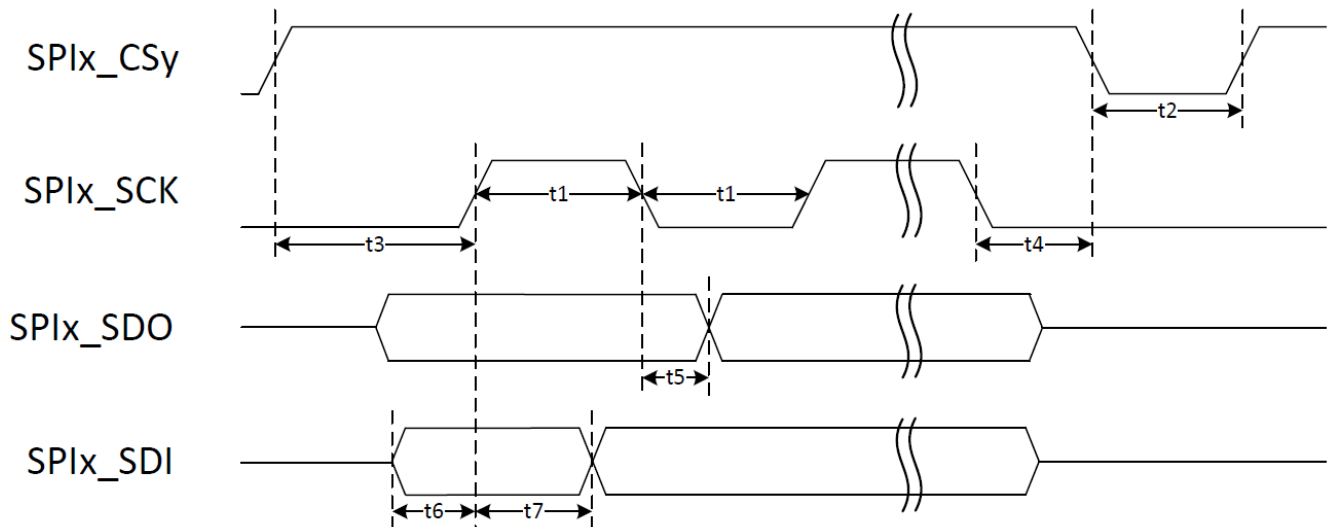 SPIx_CSy
t2
SPIx_SCK
t1 t1
t3 t4
SPIx_SDO
t5
SPIx_SDI
t6 t7